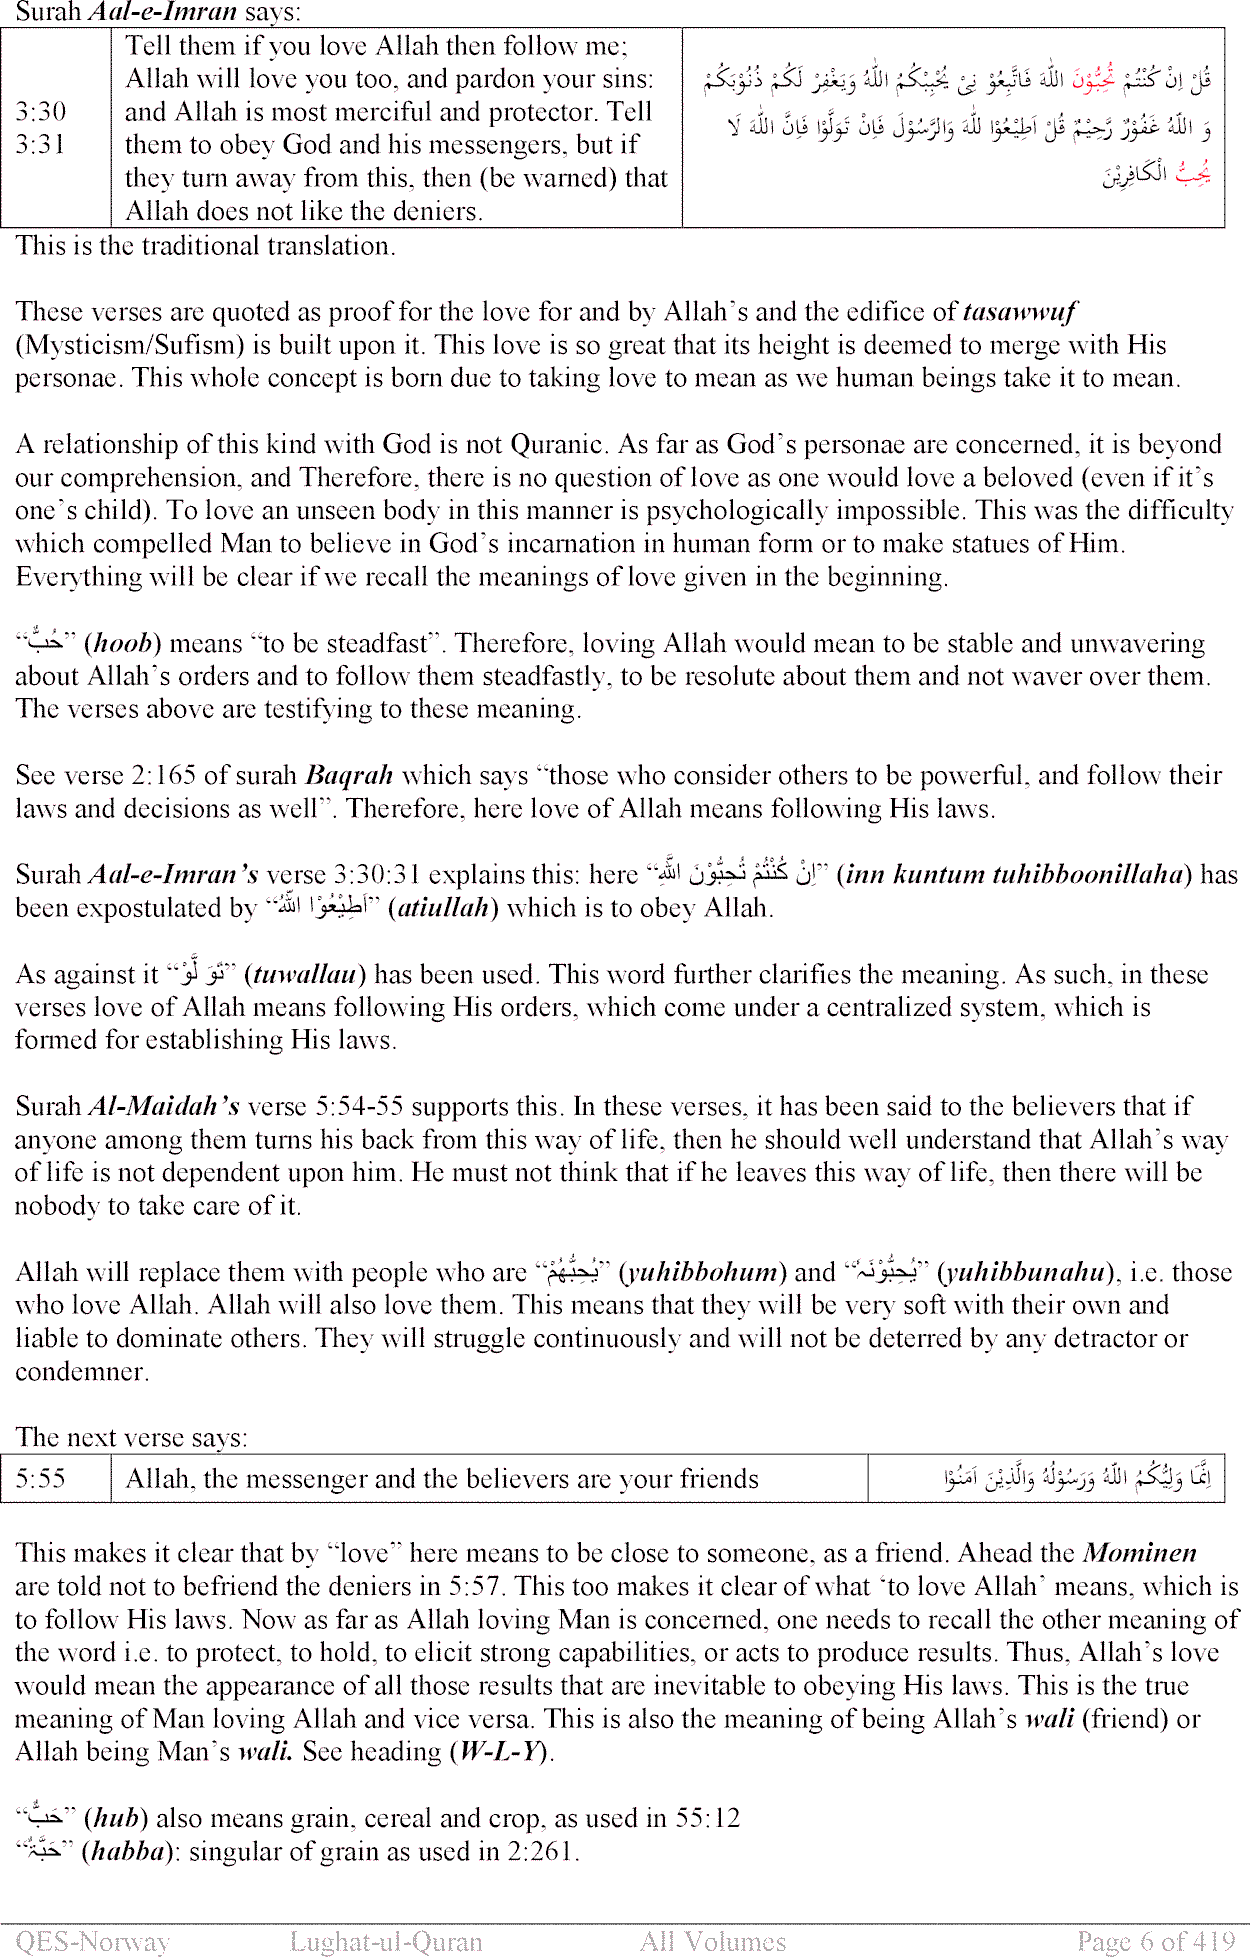 Surah Aal-e-Imran says:
3:30
3:31
Tell them if you love Allah then follow me;
Allah will love you too, and pardon your sins:
and Allah is most merciful and protector. Tell
them to obey God and his messengers, but if
they turn away from this, then (be warned) that
Allah does not like the deniers.
قُلْ اِنْ كُنْتُمْ تُحِبُّوْنَ اللّٰهَ فَاتَّبِعُوْ نِىْ يُحْبِبْكُمُ اللّٰهُ وَيَغْفِرْ لَكُمْ ذُنُوْبَكُمْ
وَ اللّٰهُ غَفُوْرٌ رَّحِيْمٌ قُلْ اَطِيْعُوْا للّٰهَ وَالرَّسُوْلَ فَاِنْ تَوَلَّوْا فَاِنَّ اللّٰهَ لَا
يُحِبُّ الْكَافِرِيْنَ
This is the traditional translation.
These verses are quoted as proof for the love for and by Allah’s and the edifice of tasawwuf
(Mysticism/Sufism) is built upon it. This love is so great that its height is deemed to merge with His
personae. This whole concept is born due to taking love to mean as we human beings take it to mean.
A relationship of this kind with God is not Quranic. As far as God’s personae are concerned, it is beyond
our comprehension, and Therefore, there is no question of love as one would love a beloved (even if it’s
one’s child). To love an unseen body in this manner is psychologically impossible. This was the difficulty
which compelled Man to believe in God’s incarnation in human form or to make statues of Him.
Everything will be clear if we recall the meanings of love given in the beginning.
“حُبٌّ” (hoob) means “to be steadfast”. Therefore, loving Allah would mean to be stable and unwavering
about Allah’s orders and to follow them steadfastly, to be resolute about them and not waver over them.
The verses above are testifying to these meaning.
See verse 2:165 of surah Baqrah which says “those who consider others to be powerful, and follow their
laws and decisions as well”. Therefore, here love of Allah means following His laws.
Surah Aal-e-Imran’s verse 3:30:31 explains this: here “اِنْ كُنْتُمْ تُحِبُّوْنَ اللَّهِ” (inn kuntum tuhibboonillaha) has
been expostulated by “اَطِيْعُوْا اللّٰهُ” (atiullah) which is to obey Allah.
As against it “تَوَ لَّوْ” (tuwallau) has been used. This word further clarifies the meaning. As such, in these
verses love of Allah means following His orders, which come under a centralized system, which is
formed for establishing His laws.
Surah Al-Maidah’s verse 5:54-55 supports this. In these verses, it has been said to the believers that if
anyone among them turns his back from this way of life, then he should well understand that Allah’s way
of life is not dependent upon him. He must not think that if he leaves this way of life, then there will be
nobody to take care of it.
Allah will replace them with people who are “يُحِبُّهُمْ” (yuhibbohum) and “يُحِبُّوْنَہٗ” (yuhibbunahu), i.e. those
who love Allah. Allah will also love them. This means that they will be very soft with their own and
liable to dominate others. They will struggle continuously and will not be deterred by any detractor or
condemner.
The next verse says:
5:55
Allah, the messenger and the believers are your friends
اِنَّمَا وَلِيُّكُمُ اللّٰهُ وَرَسُوْلُهُ وَالَّذِيْنَ اٰمَنُوْا
This makes it clear that by “love” here means to be close to someone, as a friend. Ahead the Mominen
are told not to befriend the deniers in 5:57. This too makes it clear of what ‘to love Allah’ means, which is
to follow His laws. Now as far as Allah loving Man is concerned, one needs to recall the other meaning of
the word i.e. to protect, to hold, to elicit strong capabilities, or acts to produce results. Thus, Allah’s love
would mean the appearance of all those results that are inevitable to obeying His laws. This is the true
meaning of Man loving Allah and vice versa. This is also the meaning of being Allah’s wali (friend) or
Allah being Man’s wali. See heading (W-L-Y).
“حَبٌّ” (hub) also means grain, cereal and crop, as used in 55:12
“حَبَّۃٌ” (habba): singular of grain as used in 2:261.
QES-Norway Lughat-ul-Quran All Volumes Page 6 of 419